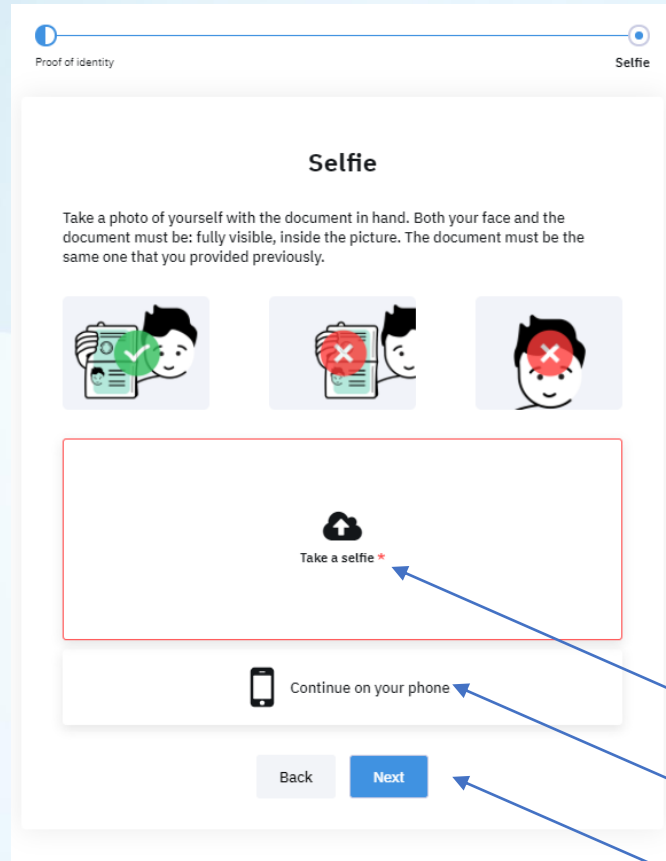 Proof of identity
Selfie
Selfie
Take a photo of yourself with the document in hand. Both your face and the
document must be: fully visible, inside the picture. The document must be the
same one that you provided previously.
Take a selfie *
Continue on your phone
Back
Next